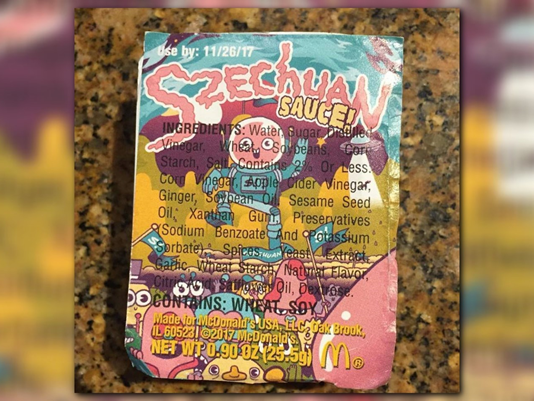 use by: 11/26/17
SZECHUAN
SAUCE!
INGREDIENTS: Water, Sugar, Distilled
Vinegar, Wheat, Soybeans, Corn
Starch, Salt, Contains 2% Or Less:
Corn Vinegar, Apple Cider Vinegar,
Ginger, Soybean Oil, Sesame Seed
Oil, Xanthan Gum, Preservatives
(Sodium Benzoate And Potassium
Sorbate), Spices, Yeast Extract,
Garlic, Wheat Starch, Natural Flavor,
Oil, Dextrose.
CONTAINS: WHEAT, SOY.
Made for McDonald's USA, LLC, Oak Brook,
IL 60523 ©2017 McDonald's
NET WT 0.90 OZ (25.5g)
M®